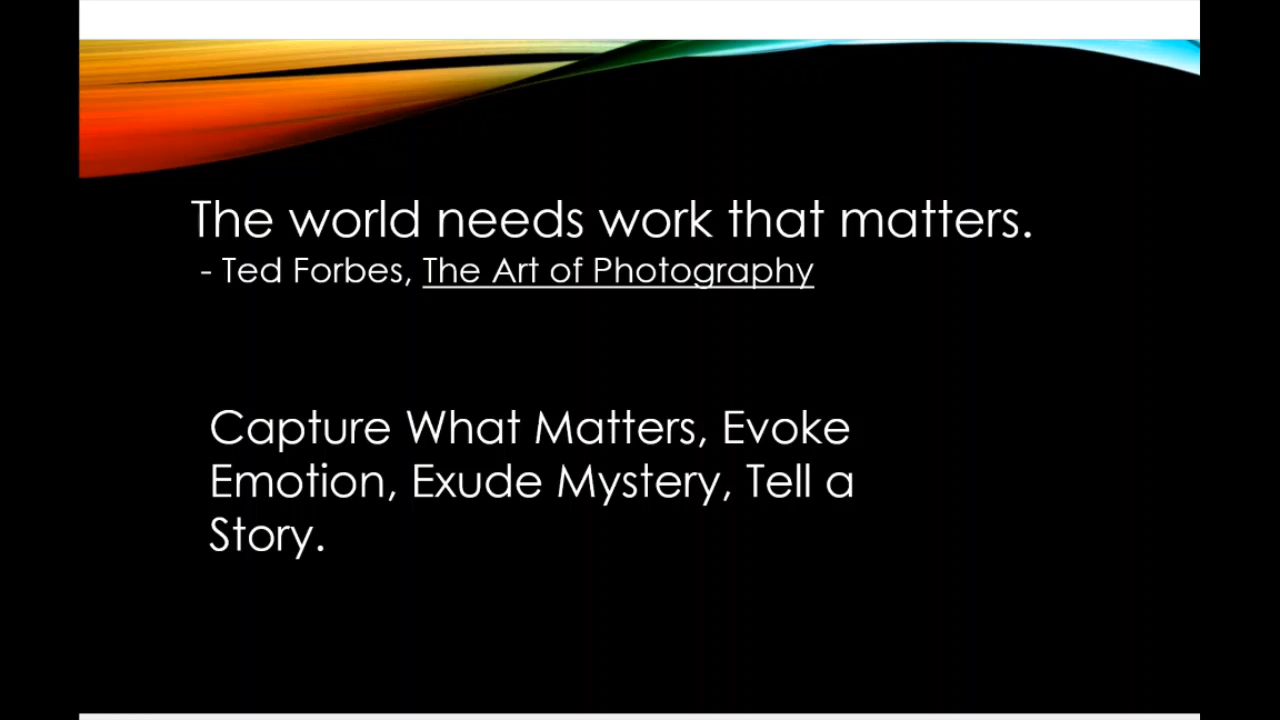 The world needs work that matters.
- Ted Forbes, The Art of Photography
Capture What Matters, Evoke
Emotion, Exude Mystery, Tell a
Story.